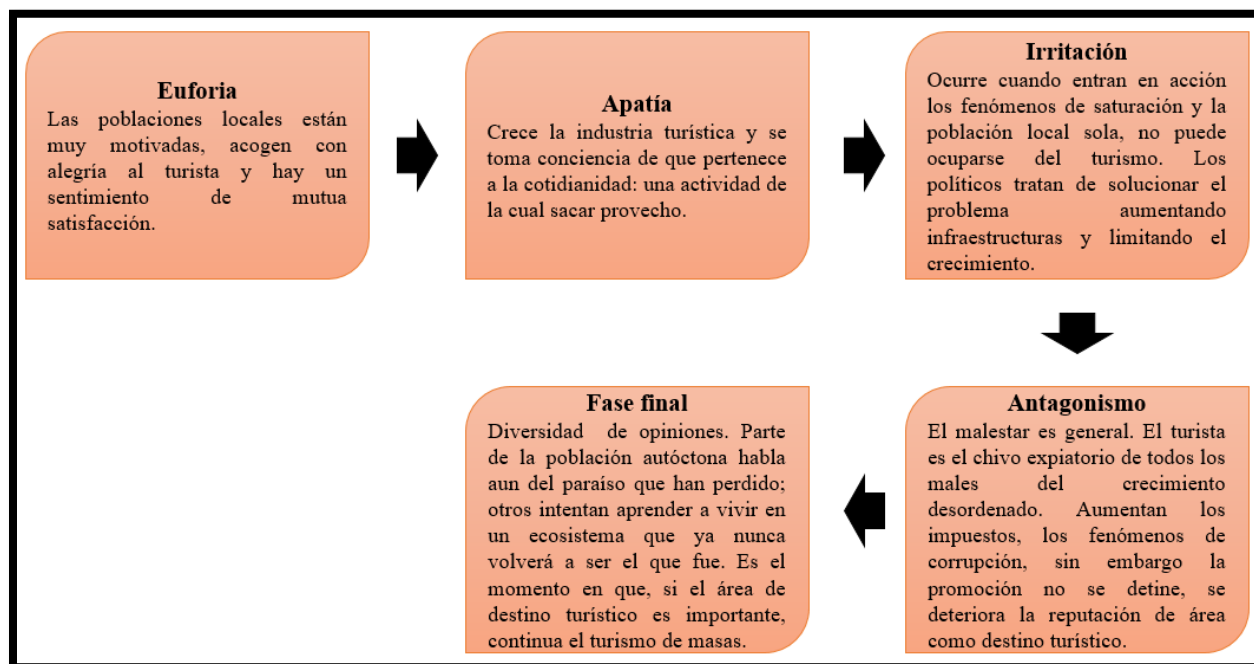 Euforia
Las poblaciones locales están
muy motivadas, acogen con
alegría al turista y hay un
sentimiento de mutua
satisfacción.
Apatía
Crece la industria turística y se
toma conciencia de que pertenece
a la cotidianidad: una actividad de
la cual sacar provecho.
Irritación
Ocurre cuando entran en acción
los fenómenos de saturación y la
población local sola, no puede
ocuparse del turismo. Los
políticos tratan de solucionar el
problema aumentando
infraestructuras y limitando el
crecimiento.
Antagonismo
El malestar es general. El turista
es el chivo expiatorio de todos los
males del crecimiento
desordenado. Aumentan los
impuestos, los fenómenos de
corrupción, sin embargo la
promoción no se detine, se
deteriora la reputación de área
como destino turístico.
Fase final
Diversidad de opiniones. Parte
de la población autóctona habla
aun del paraíso que han perdido;
otros intentan aprender a vivir en
un ecosistema que ya nunca
volverá a ser el que fue. Es el
momento en que, si el área de
destino turístico es importante,
continua el turismo de masas.